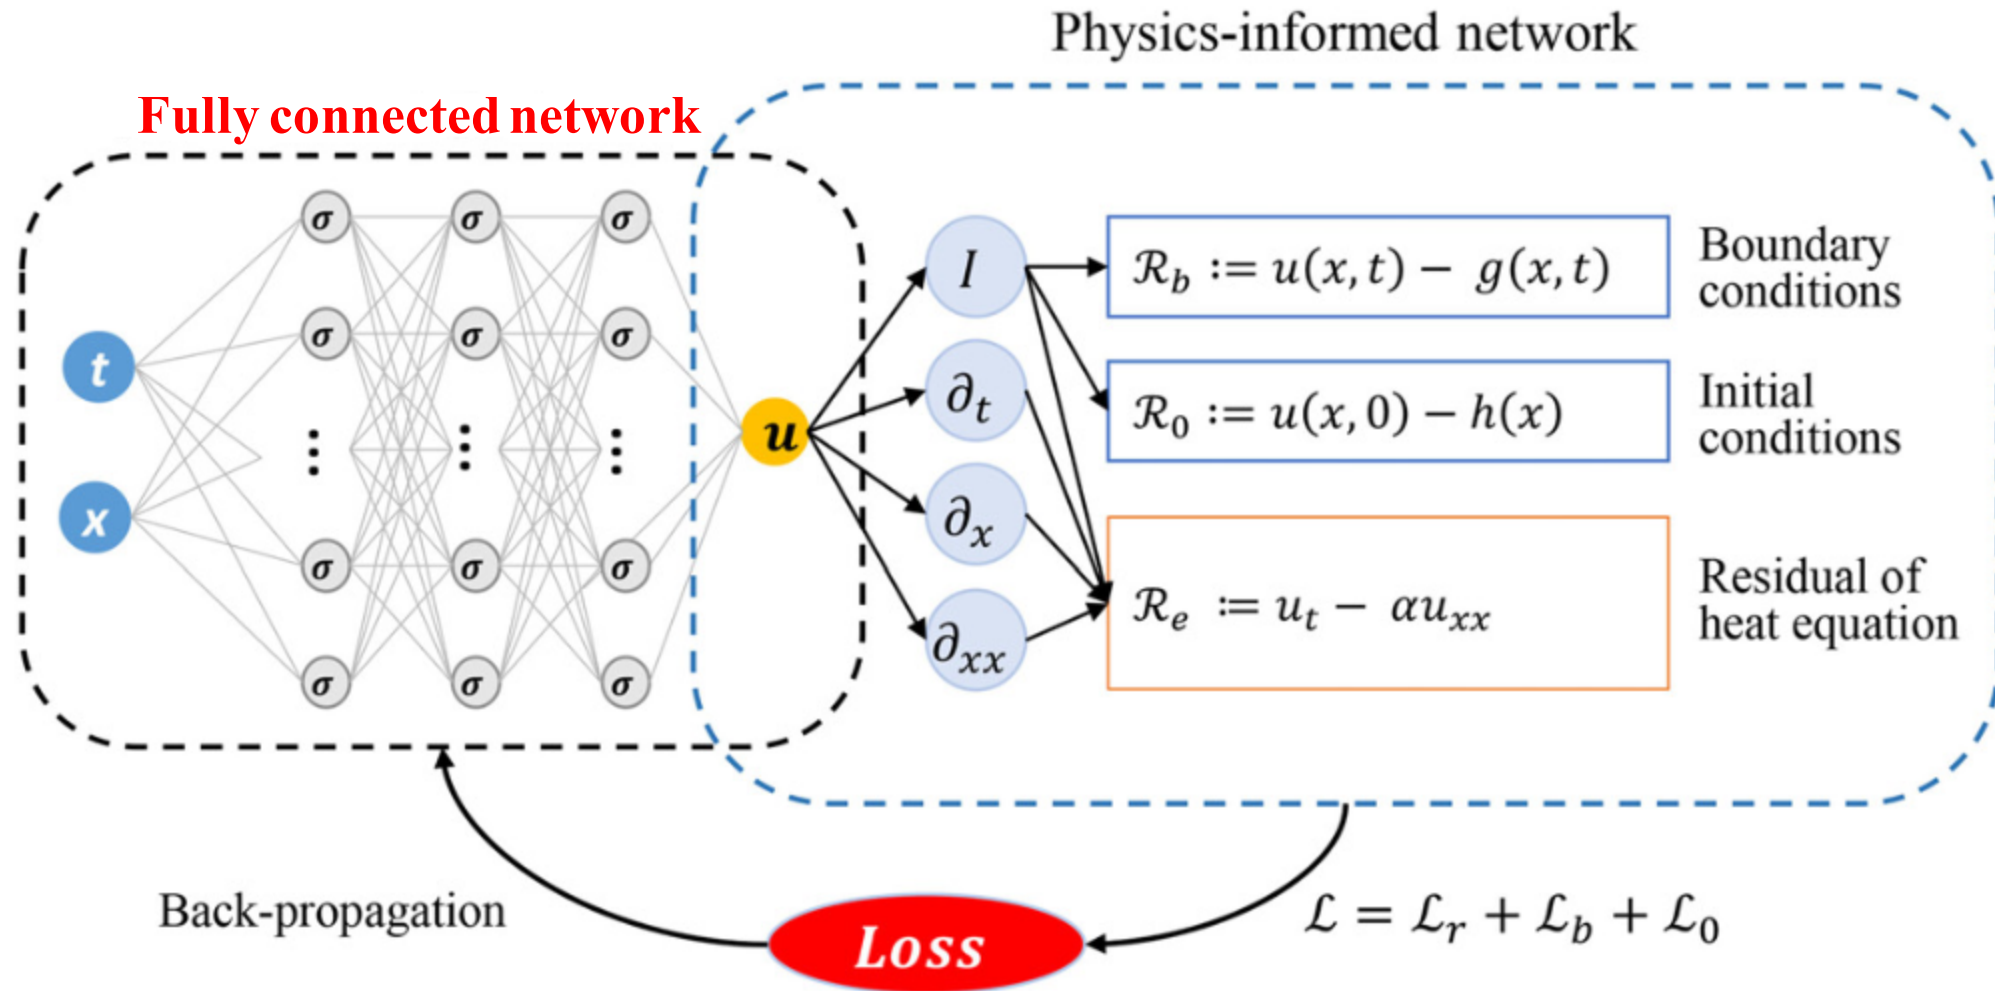 Physics-informed network
Fully connected network
t
x
σ σ σ
σ σ σ
σ σ σ
σ σ σ
u
I
∂t
∂x
∂xx
ℛb := u(x, t) − g(x, t)
Boundary
conditions
ℛ0 := u(x, 0) − h(x)
Initial
conditions
ℛe := ut − αuxx
Residual of
heat equation
Back-propagation
Loss
ℒ = ℒr + ℒb + ℒ0